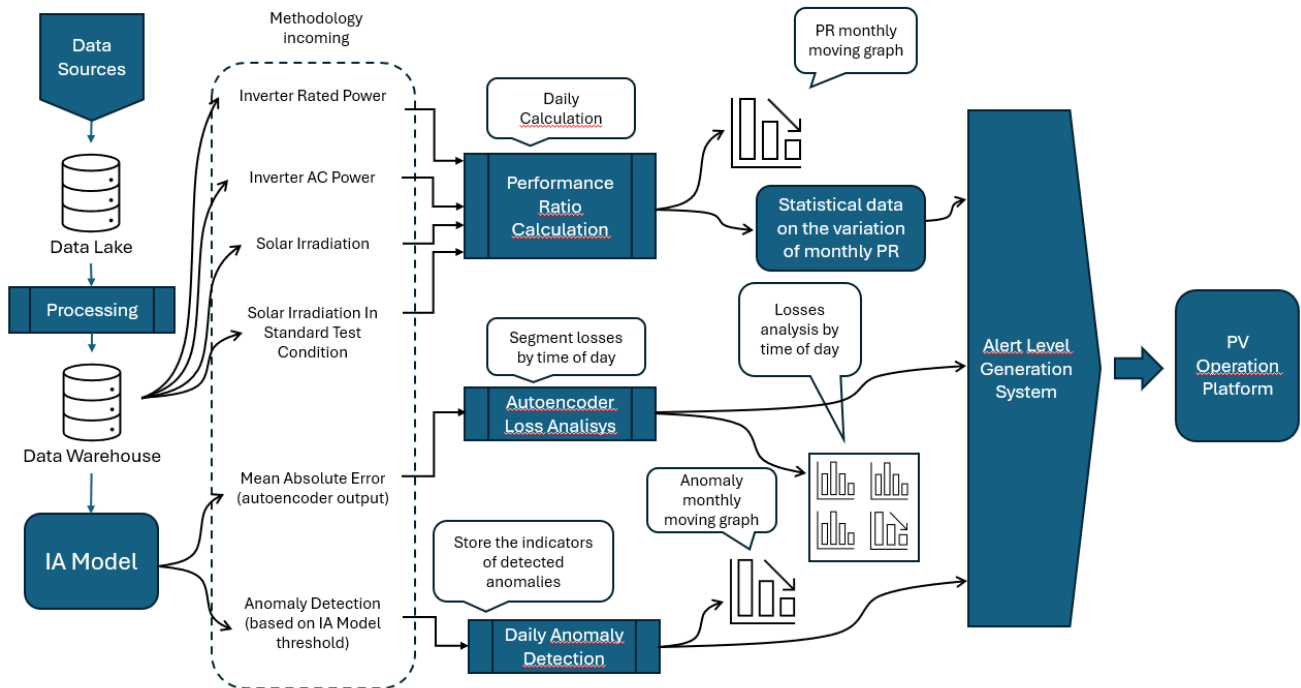 Data
Sources
Data Lake
Processing
Data Warehouse
IA Model
Methodology
incoming
Inverter Rated Power
Inverter AC Power
Solar Irradiation
Solar Irradiation In
Standard Test
Condition
Mean Absolute Error
(autoencoder output)
Anomaly Detection
(based on IA Model
threshold)
Daily
Calculation
Performance
Ratio
Calculation
PR monthly
moving graph
Statistical data
on the variation
of monthly PR
Segment losses
by time of day
Autoencoder
Loss Analisys
Losses
analysis by
time of day
Store the indicators
of detected
anomalies
Daily Anomaly
Detection
Anomaly
monthly
moving graph
Alert Level
Generation
System
PV
Operation
Platform